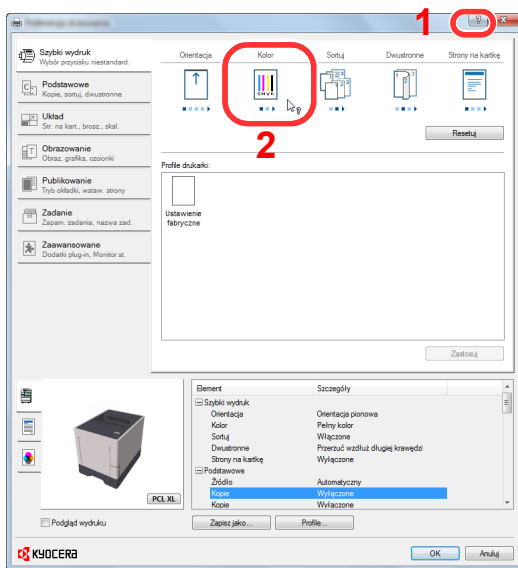 1
?
Szybki wydruk
Wybór przycisku niestandard.
Podstawowe
Kopie, sortuj, dwustronne
Układ
Str. na kart., brosz., skal.
Obrazowanie
Obraz, grafika, czcionki
Publikowanie
Tryb okładki, wstaw. strony
Zadanie
Zapam. zadania, nazwa zad.
Zaawansowane
Dodatki plug-in, Monitor st.
Orientacja Kolor Sortuj Dwustronne Strony na kartkę
CMYK
2
Resetuj
Profile drukarki:
Ustawienie
fabryczne
Zastosuj
Element Szczegóły
Szybki wydruk
Orientacja Orientacja pionowa
Kolor Pełny kolor
Sortuj Włączone
Dwustronne Przerzuć wzdłuż długiej krawędzi
Strony na kartkę Wyłączone
Podstawowe
Źródło Automatyczny
Kopie Wyłączone
Kopie Wyłączone
PCL XL
Podgląd wydruku
Zapisz jako...
Profile...
KYOCERA
OK
Anuluj